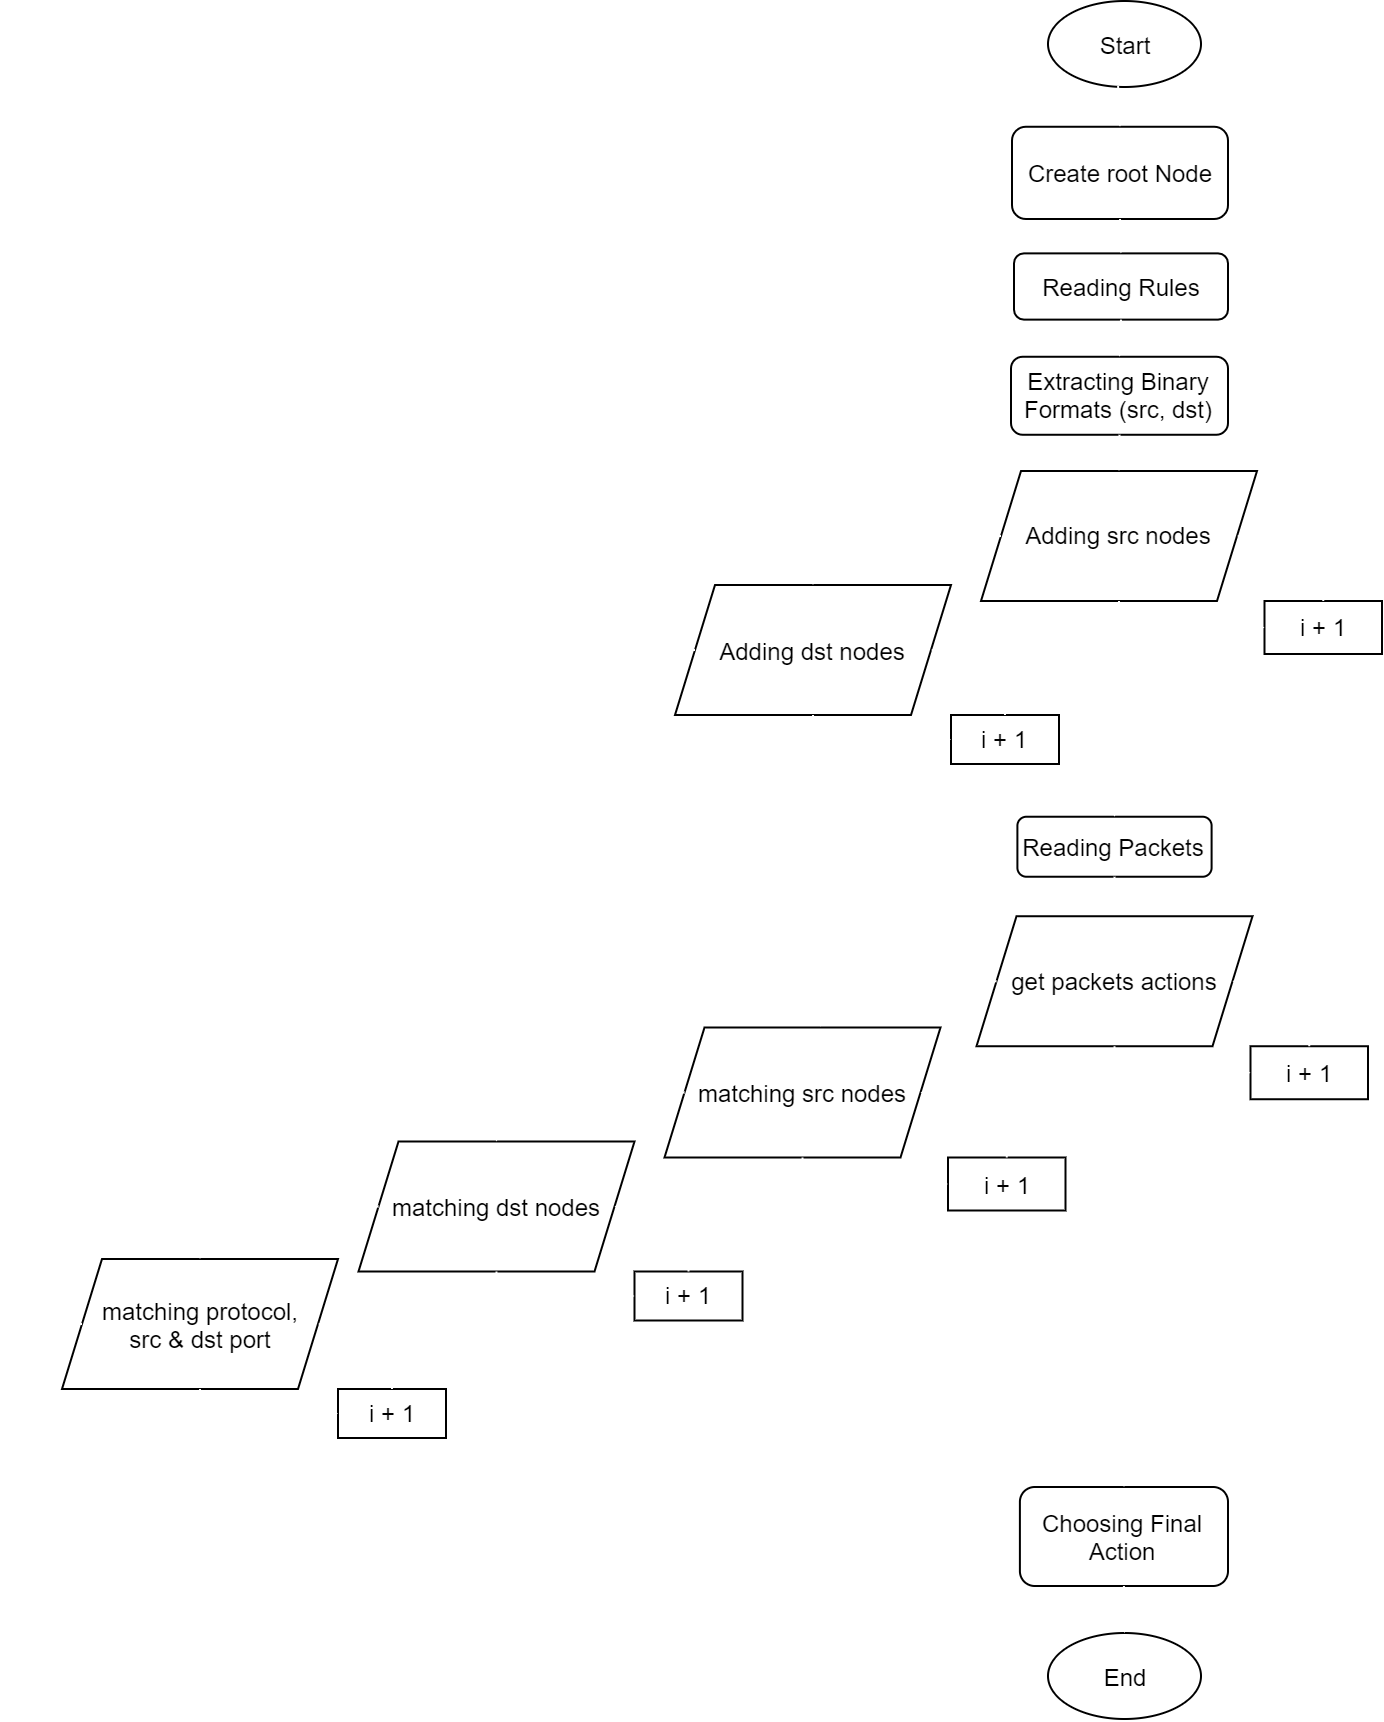 Start
Create root Node
Reading Rules
Extracting Binary
Formats (src, dst)
Adding src nodes
i + 1
Adding dst nodes
i + 1
Reading Packets
get packets actions
i + 1
matching src nodes
i + 1
matching dst nodes
i + 1
matching protocol,
src & dst port
i + 1
Choosing Final
Action
End